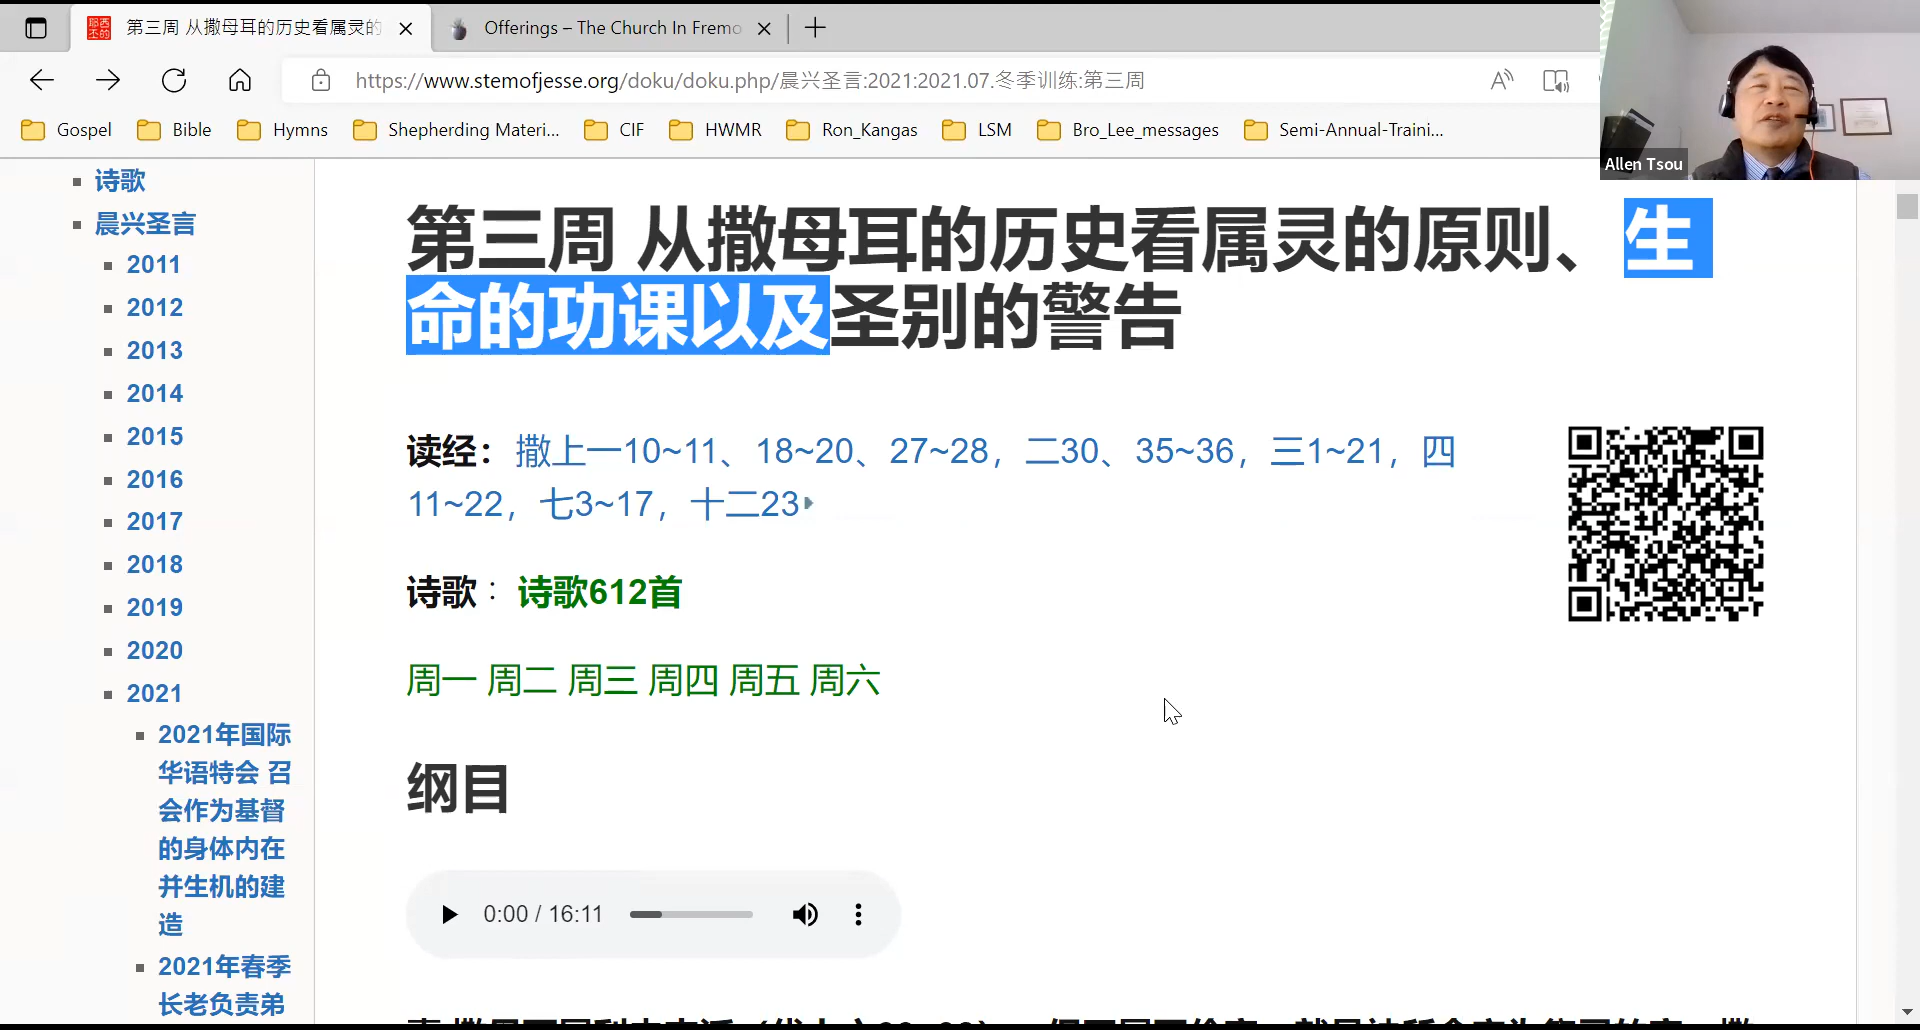 第三周 从撒母耳的历史看属灵的
Offerings – The Church In Fremo
https://www.stemofjesse.org/doku/doku.php/晨兴圣言:2021:2021.07.冬季训练:第三周
Gospel
Bible
Hymns
Shepherding Materi...
CIF
HWMR
Ron_Kangas
LSM
Bro_Lee_messages
Semi-Annual-Traini...
Allen Tsou
诗歌
晨兴圣言
2011
2012
2013
2014
2015
2016
2017
2018
2019
2020
2021
2021年国际
华语特会 召
会作为基督
的身体内在
并生机的建
造
2021年春季
长老负责弟
第三周 从撒母耳的历史看属灵的原则、生
命的功课以及圣别的警告
读经：撒上一10~11、18~20、27~28，二30、35~36，三1~21，四
11~22，七3~17，十二23
诗歌：诗歌612首
周一 周二 周三 周四 周五 周六
纲目
0:00 / 16:11